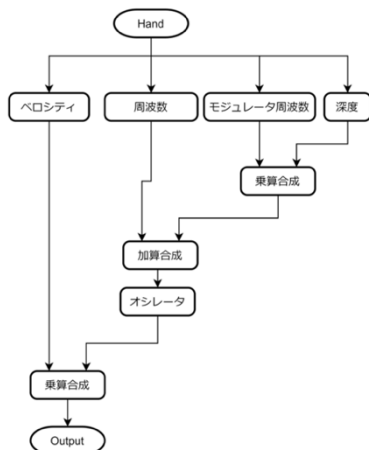 Hand
ベロシティ
周波数
モジュレータ周波数
深度
乗算合成
加算合成
オシレータ
乗算合成
Output